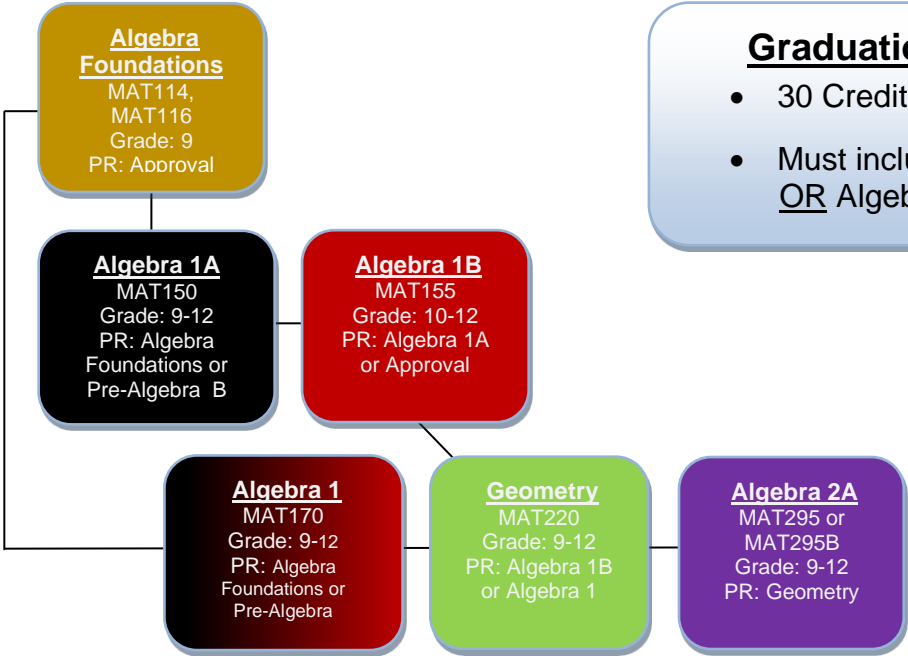 Algebra
Foundations
MAT114,
MAT116
Grade: 9
PR: Approval
30 Credit
Must
OR
Algebra 1A
MAT150
Grade: 9-12
PR: Algebra
Foundations or
Pre-Algebra B
Algebra 1B
MAT155
Grade: 10-12
PR: Algebra 1A
or Approval
Algebra 1
MAT170
Grade: 9-12
PR: Algebra
Foundations or
Pre-Algebra
Geometry
MAT220
Grade: 9-12
PR: Algebra 1B
or Algebra 1
Algebra 2A
MAT295 or
MAT295B
Grade: 9-12
PR: Geometry